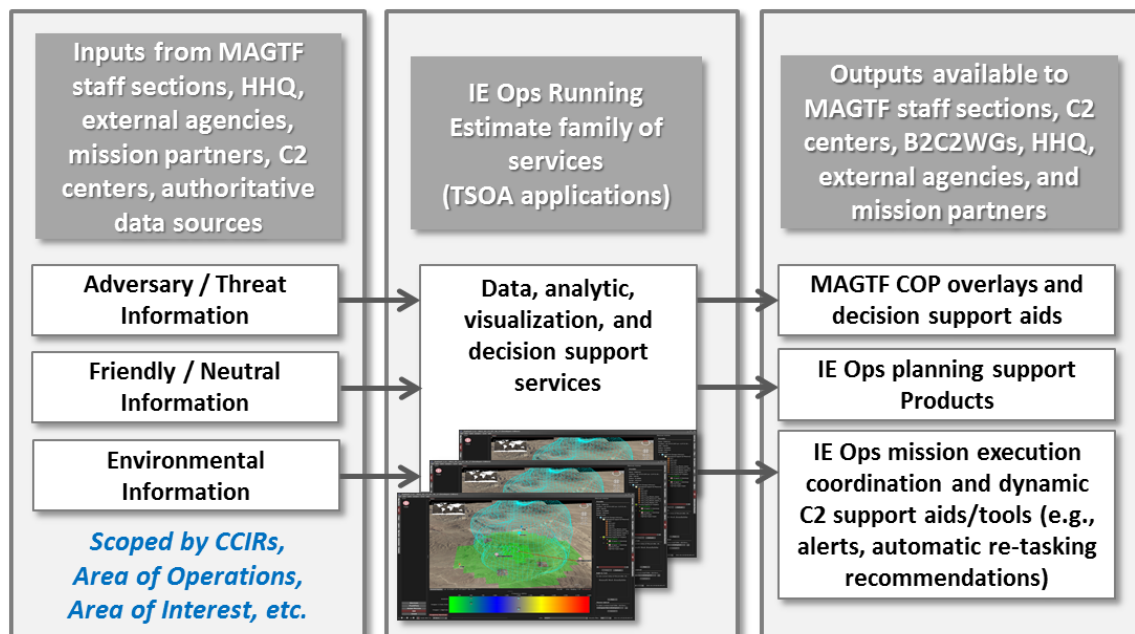 Inputs from MAGTF
staff sections, HHQ,
external agencies,
mission partners, C2
centers, authoritative
data sources
Adversary / Threat
Information
Friendly / Neutral
Information
Environmental
Information
Scoped by CCIRs,
Area of Operations,
Area of Interest, etc.
IE Ops Running
Estimate family of
services
(TSOA applications)
Data, analytic,
visualization, and
decision support
services
Outputs available to
MAGTF staff sections, C2
centers, B2C2WGs, HHQ,
external agencies, and
mission partners
MAGTF COP overlays and
decision support aids
IE Ops planning support
Products
IE Ops mission execution
coordination and dynamic
C2 support aids/tools (e.g.,
alerts, automatic re-tasking
recommendations)